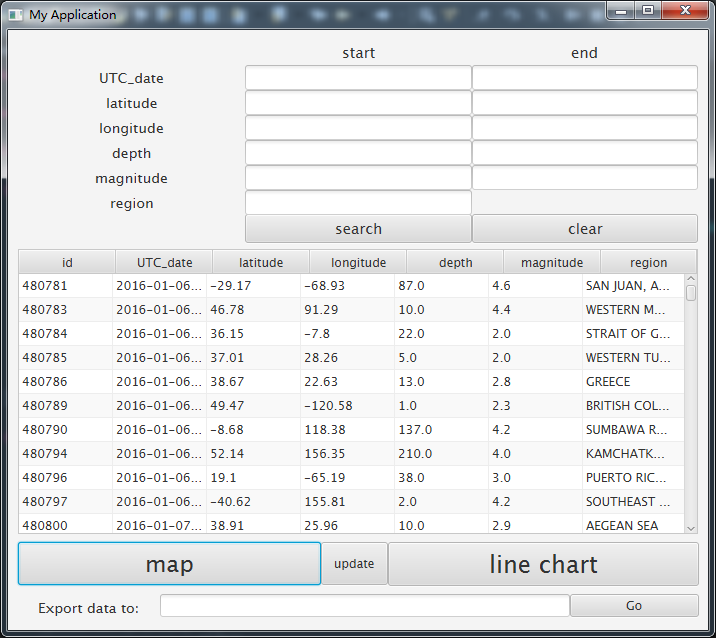 My Application
start end
UTC_date
latitude
longitude
depth
magnitude
region
search clear
id UTC_date latitude longitude depth magnitude region
480781 2016-01-06... -29.17 -68.93 87.0 4.6 SAN JUAN, A...
480783 2016-01-06... 46.78 91.29 10.0 4.4 WESTERN M...
480784 2016-01-06... 36.15 -7.8 22.0 2.0 STRAIT OF G...
480785 2016-01-06... 37.01 28.26 5.0 2.0 WESTERN TU...
480786 2016-01-06... 38.67 22.63 13.0 2.8 GREECE
480789 2016-01-06... 49.47 -120.58 1.0 2.3 BRITISH COL...
480790 2016-01-06... -8.68 118.38 137.0 4.2 SUMBAWA R...
480794 2016-01-06... 52.14 156.35 210.0 4.0 KAMCHATK...
480796 2016-01-06... 19.1 -65.19 38.0 3.0 PUERTO RIC...
480797 2016-01-06... -40.62 155.81 2.0 4.2 SOUTHEAST ...
480800 2016-01-07... 38.91 25.96 10.0 2.9 AEGEAN SEA
map update line chart
Export data to: Go